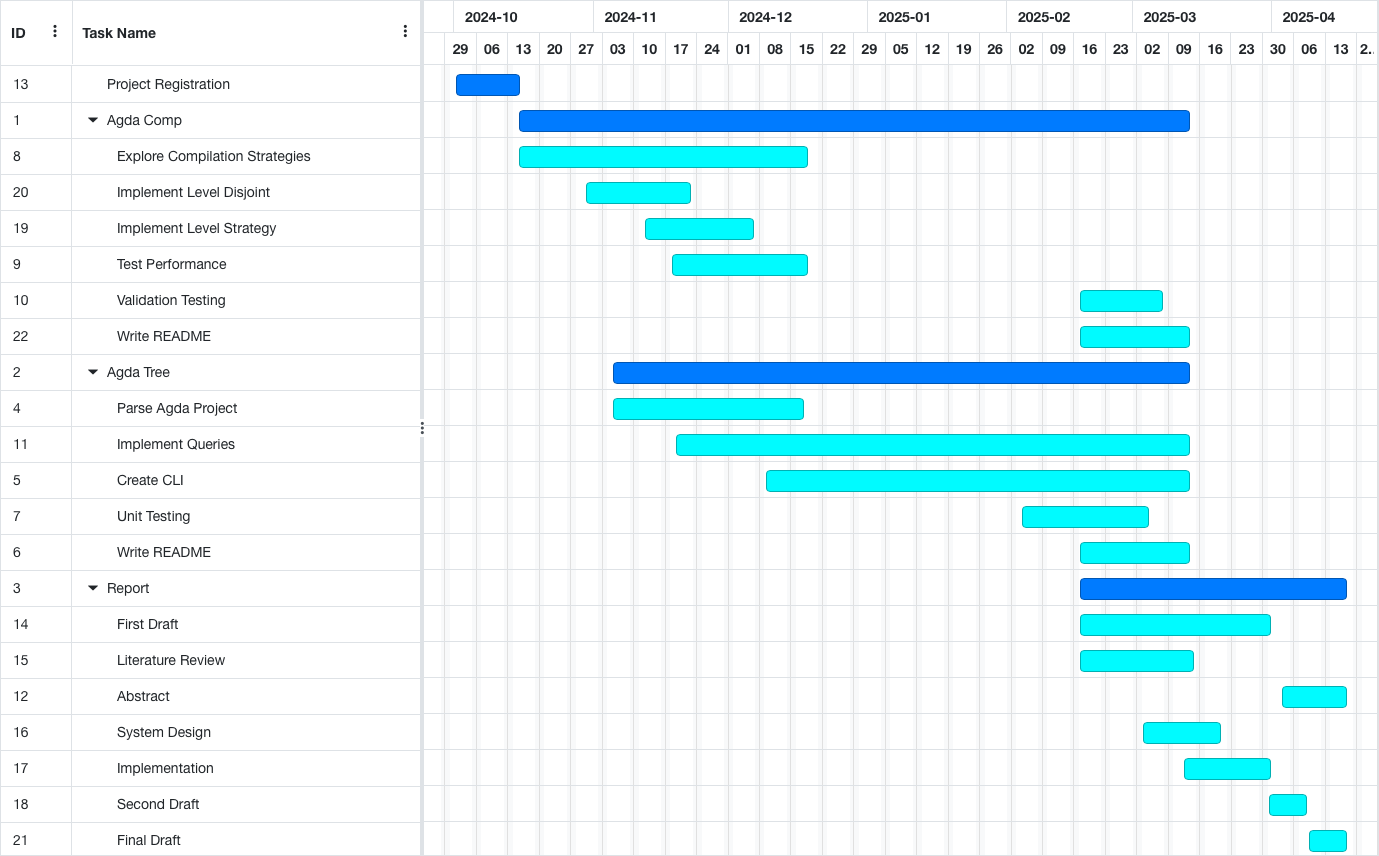 ID Task Name 2024-10 2024-11 2024-12 2025-01 2025-02 2025-03 2025-04
29 06 13 20 27 03 10 17 24 01 08 15 22 29 05 12 19 26 02 09 16 23 02 09 16 23 30 06 13 2..
13 Project Registration
1 Agda Comp
8 Explore Compilation Strategies
20 Implement Level Disjoint
19 Implement Level Strategy
9 Test Performance
10 Validation Testing
22 Write README
2 Agda Tree
4 Parse Agda Project
11 Implement Queries
5 Create CLI
7 Unit Testing
6 Write README
3 Report
14 First Draft
15 Literature Review
12 Abstract
16 System Design
17 Implementation
18 Second Draft
21 Final Draft